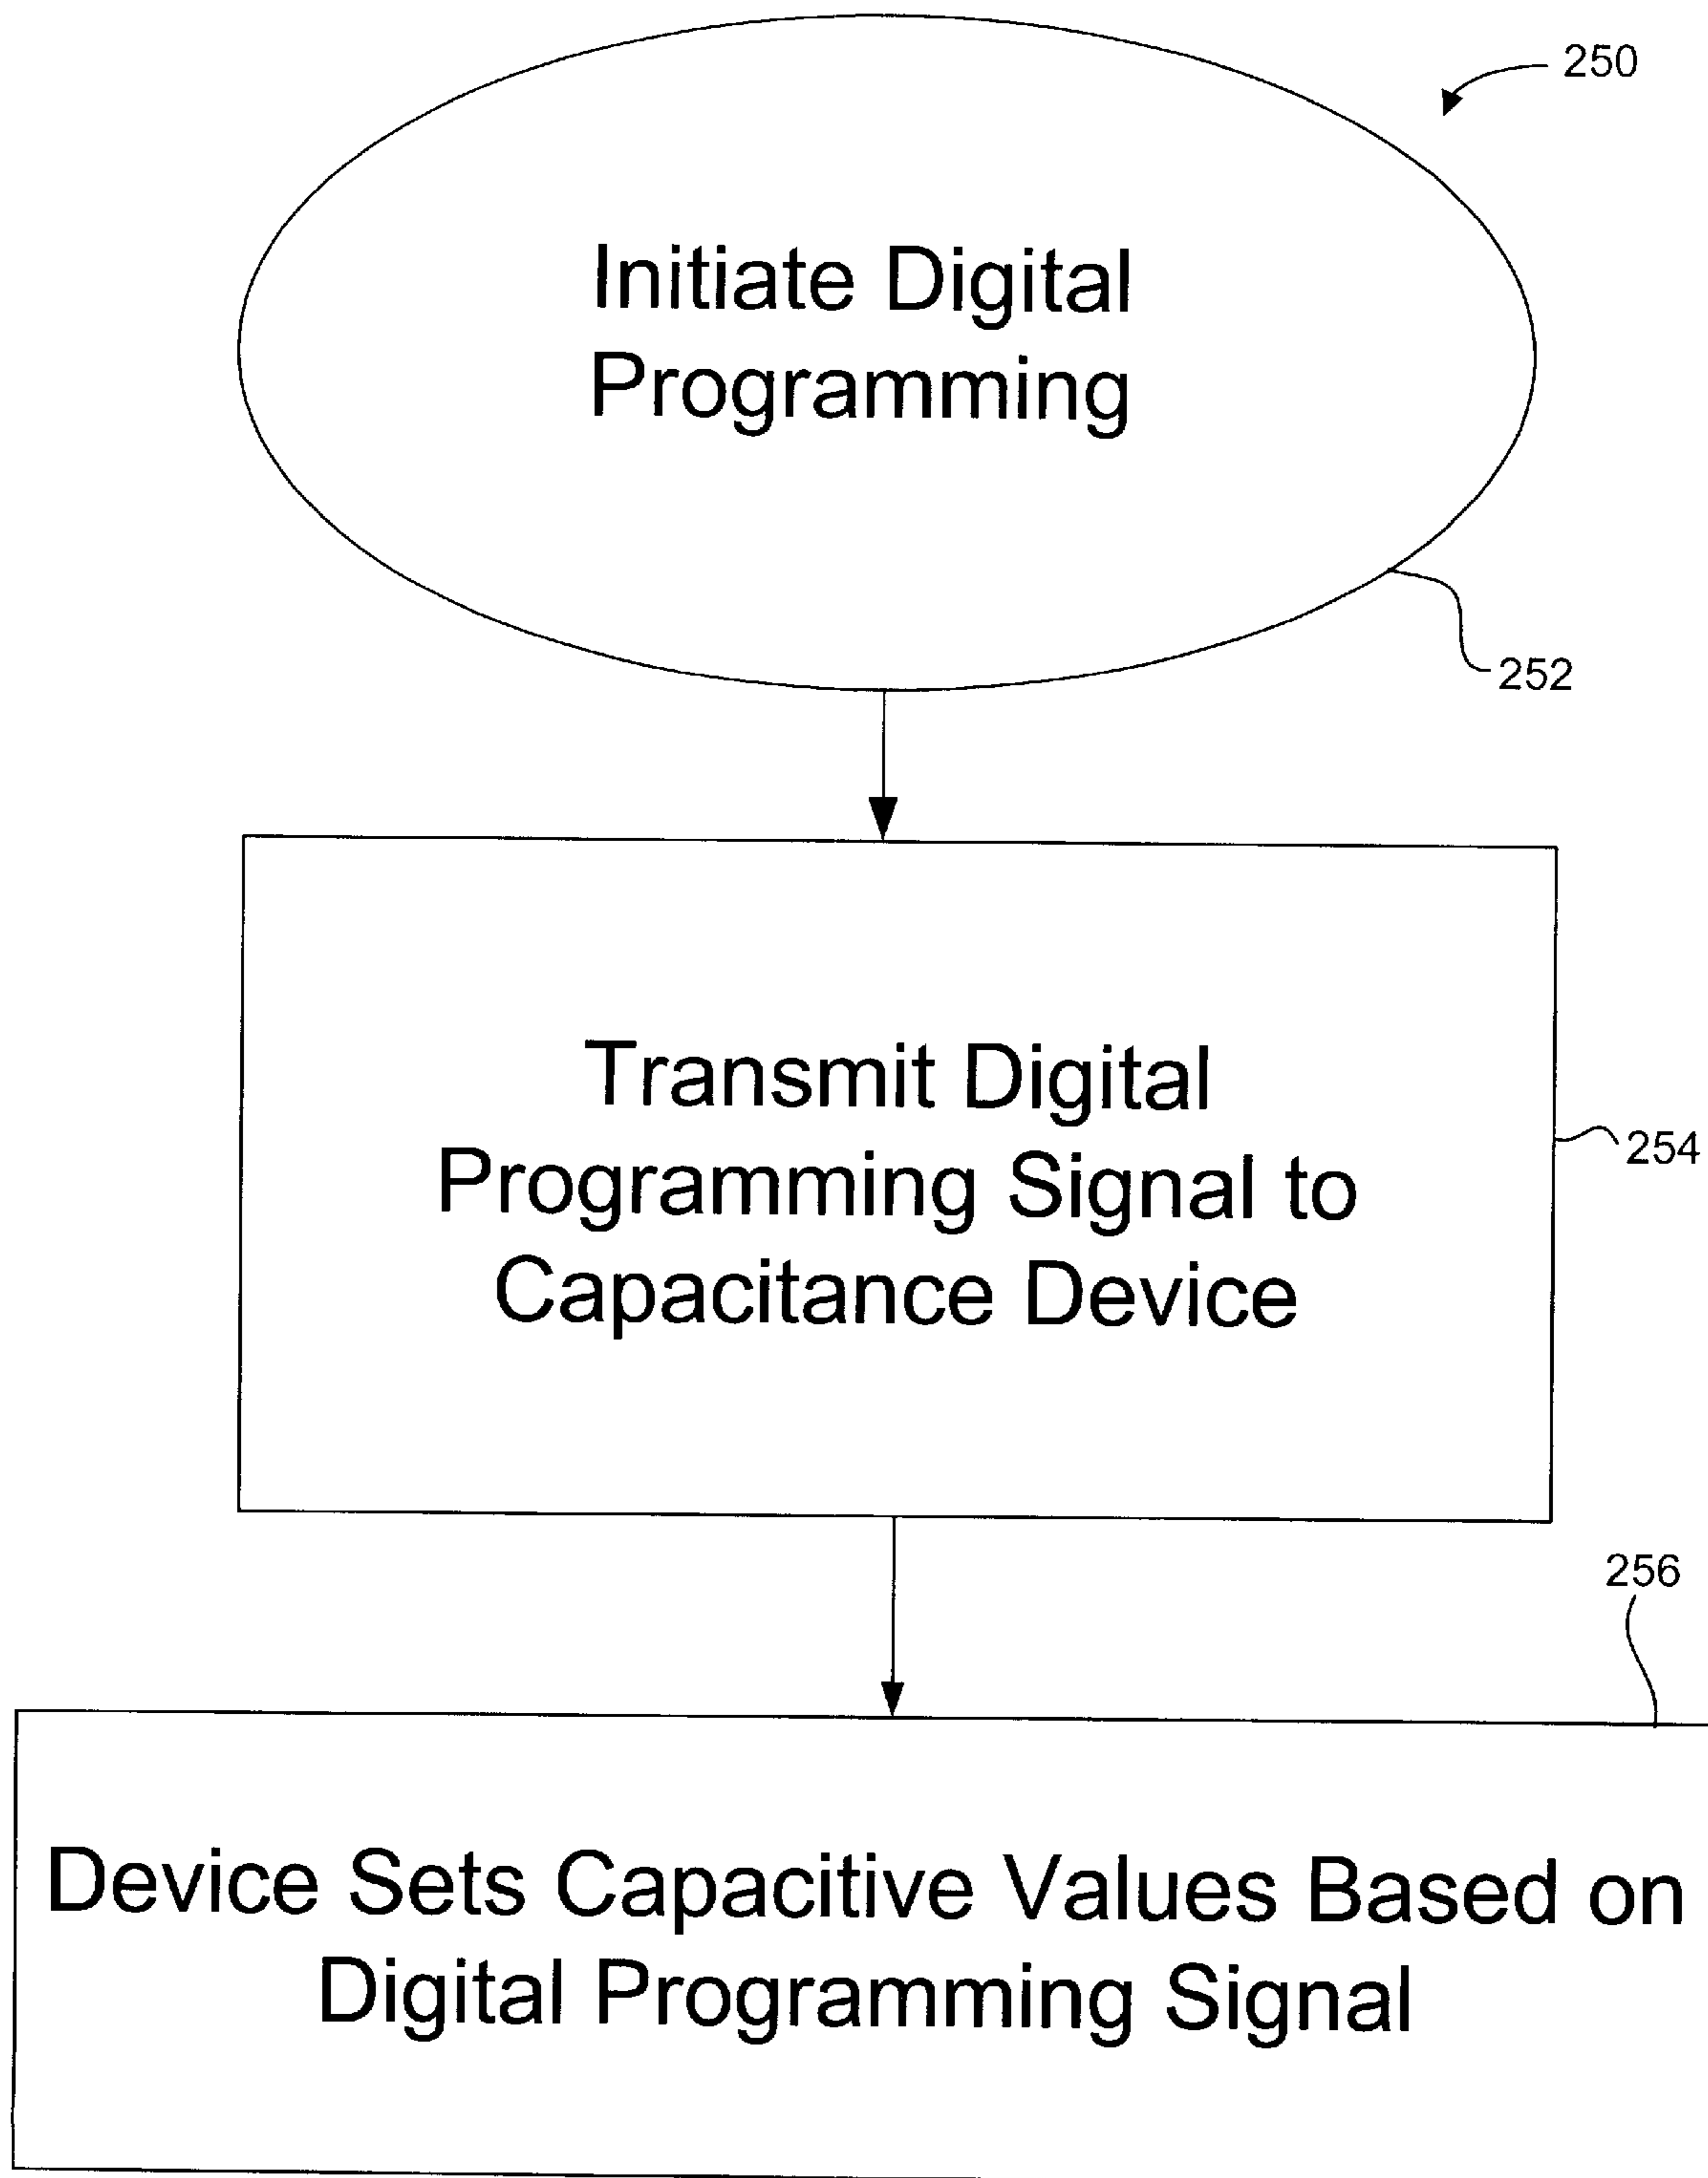 250
Initiate Digital
Programming
252
Transmit Digital
Programming Signal to
Capacitance Device
254
256
Device Sets Capacitive Values Based on
Digital Programming Signal